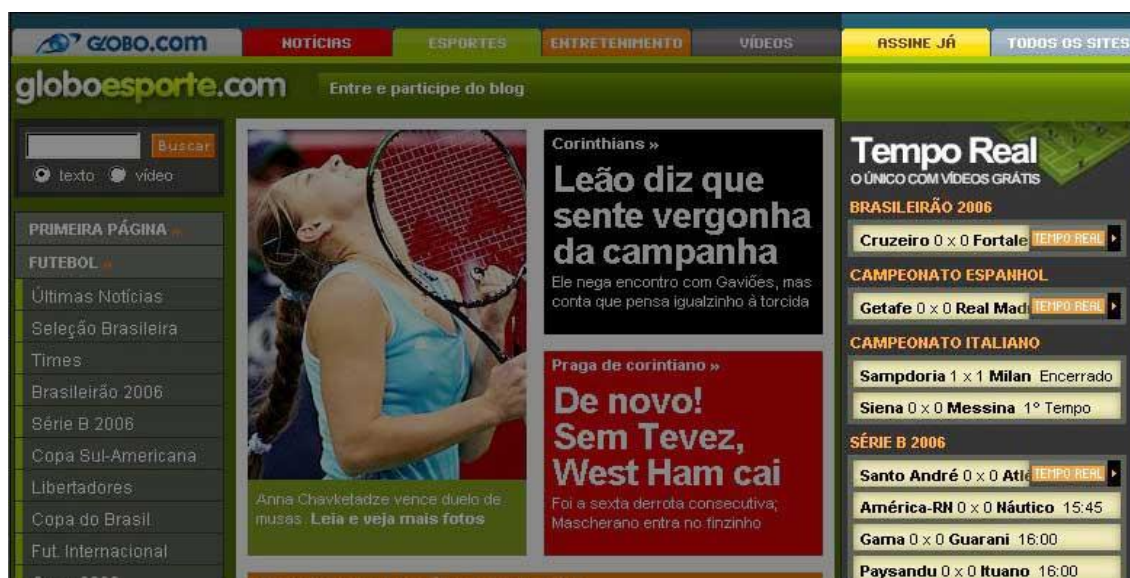 GLOBO.COM
NOTÍCIAS
ESPORTES
ENTRETENIMENTO
VÍDEOS
ASSINE JÁ
TODOS OS SITES
globoesporte.com
Entre e participe do blog
Buscar
texto vídeo
PRIMEIRA PÁGINA »
FUTEBOL »
Últimas Notícias
Seleção Brasileira
Times
Brasileirão 2006
Série B 2006
Copa Sul-Americana
Libertadores
Copa do Brasil
Fut. Internacional
Anna Chavketadze vence duelo de
musas. Leia e veja mais fotos
Corinthians »
Leão diz que
sente vergonha
da campanha
Ele nega encontro com Gaviões, mas
conta que pensa igualzinho à torcida
Praga de corintiano »
De novo!
Sem Tevez,
West Ham cai
Foi a sexta derrota consecutiva;
Mascherano entra no finzinho
Tempo Real
O ÚNICO COM VÍDEOS GRÁTIS
BRASILEIRÃO 2006
Cruzeiro 0 x 0 Fortale TEMPO REAL
CAMPEONATO ESPANHOL
Getafe 0 x 0 Real Mad TEMPO REAL
CAMPEONATO ITALIANO
Sampdoria 1 x 1 Milan Encerrado
Siena 0 x 0 Messina 1º Tempo
SÉRIE B 2006
Santo André 0 x 0 Atlé TEMPO REAL
América-RN 0 x 0 Náutico 15:45
Gama 0 x 0 Guarani 16:00
Paysandu 0 x 0 Ituano 16:00